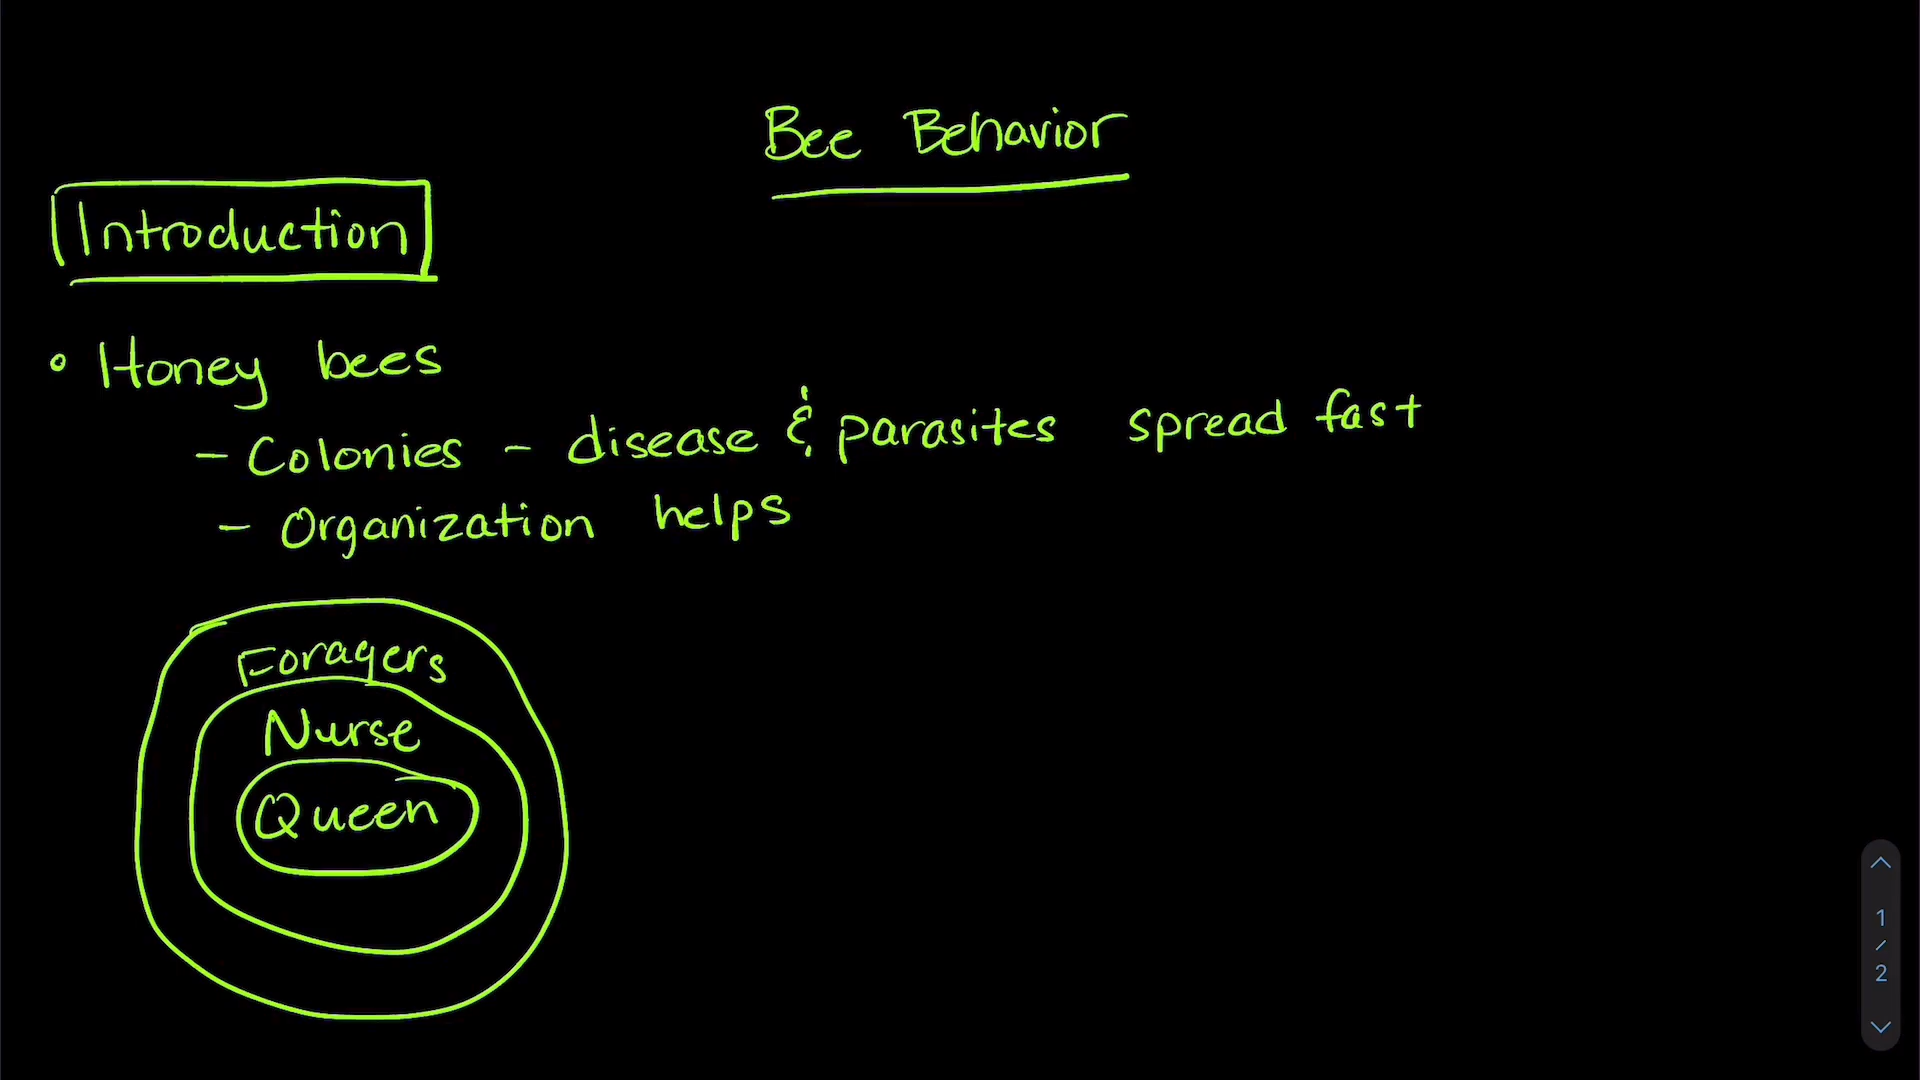 Bee Behavior
Introduction
• Honey bees
- Colonies - disease & parasites spread fast
- Organization helps
Foragers
Nurse
Queen
1
/
2